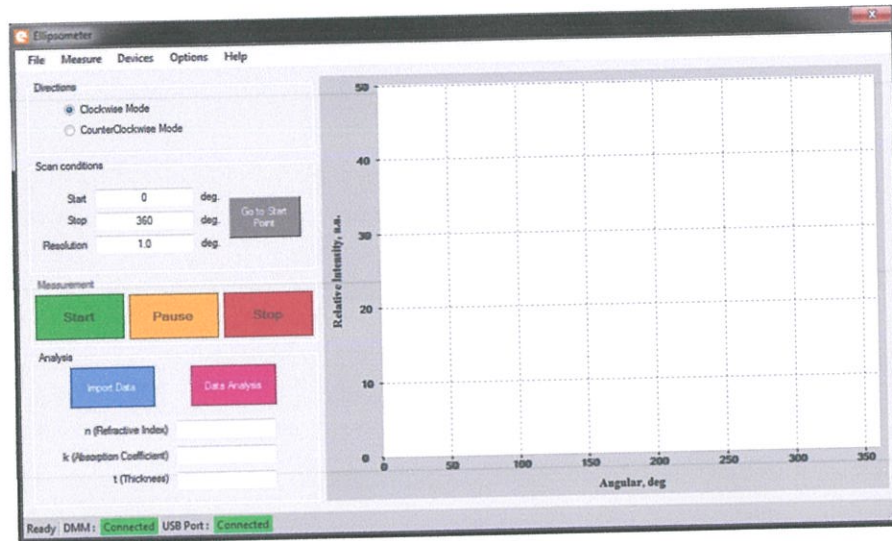 Ellipsometer
File Measure Devices Options Help
Directions
Clockwise Mode
CounterClockwise Mode
Scan conditions
Start 0 deg.
Stop 360 deg.
Resolution 1.0 deg.
Go to Start
Point
Measurement
Start Pause Stop
Analysis
Import Data Data Analysis
n (Refractive Index)
k (Absorption Coefficient)
t (Thickness)
Ready DMM : Connected USB Port : Connected
Relative Intensity, a.u.
50
40
30
20
10
0
0 50 100 150 200 250 300 350
Angular, deg